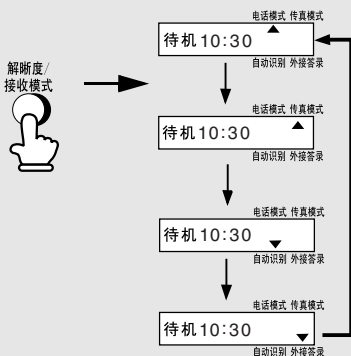 电话模式 传真模式
待机10:30
自动识别 外接答录
解晰度/
接收模式
电话模式 传真模式
待机10:30
自动识别 外接答录
电话模式 传真模式
待机10:30
自动识别 外接答录
电话模式 传真模式
待机10:30
自动识别 外接答录